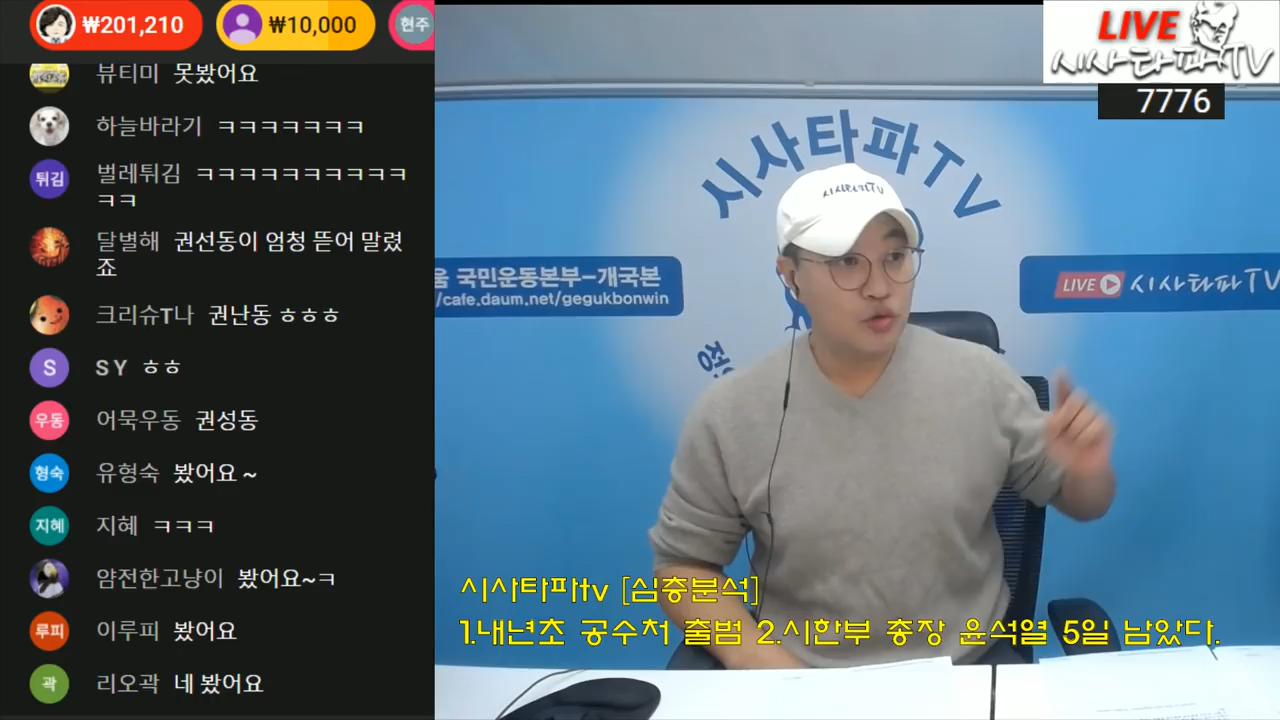 ₩201,210
₩10,000
현주
뷰티미 못봤어요
하늘바라기 ㅋㅋㅋㅋㅋㅋㅋ
튀김
벌레튀김 ㅋㅋㅋㅋㅋㅋㅋㅋㅋㅋ
ㅋㅋ
달별해 권선동이 엄청 뜯어 말렸
죠
크리슈T나 권난동 ㅎㅎㅎ
S
S Y ㅎㅎ
우동
어묵우동 권성동
형숙
유형숙 봤어요 ~
지혜
지혜 ㅋㅋㅋ
얌전한고냥이 봤어요~ㅋ
루피
이루피 봤어요
곽
리오곽 네 봤어요
LIVE
시사타파TV
7776
시사타파TV
시사타파TV
움 국민운동본부-개국본
/cafe.daum.net/gegukbonwin
LIVE 시사타파TV
시사타파tv [심층분석]
1.내년초 공수처 출범 2.시한부 총장 윤석열 5일 남았다.